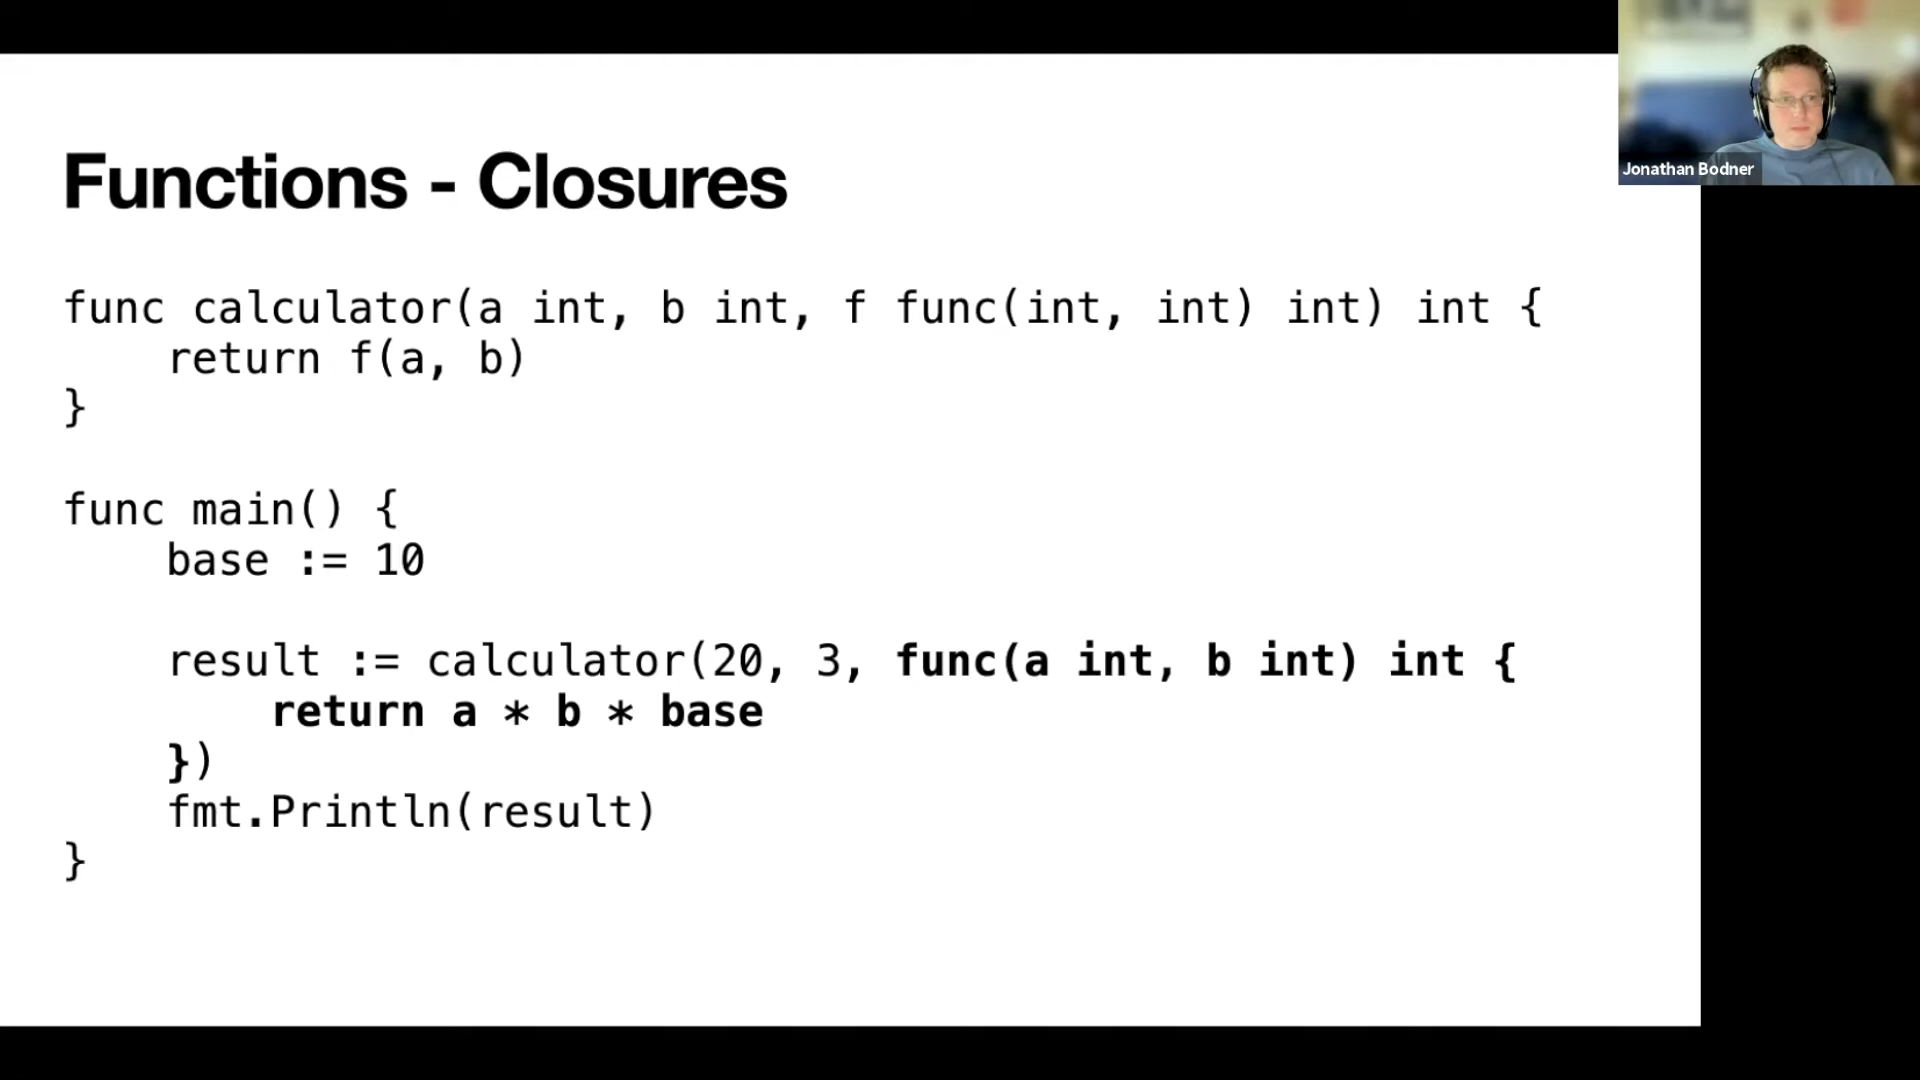 Jonathan Bodner
Functions - Closures
func calculator(a int, b int, f func(int, int) int) int {
    return f(a, b)
}
func main() {
    base := 10
    result := calculator(20, 3, func(a int, b int) int {
        return a * b * base
    })
    fmt.Println(result)
}